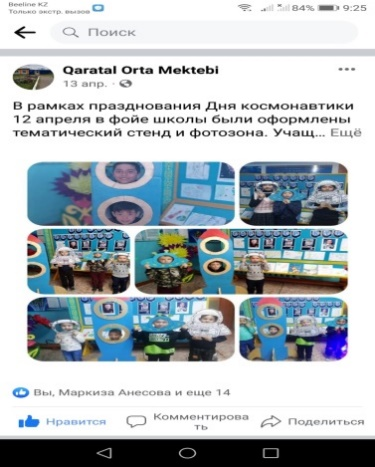 Beeline KZ
Только экстр. вызов
84%
9:25
Поиск
Qaratal Orta Mektebi
13 апр. ·
В рамках празднования Дня космонавтики
12 апреля в фойе школы были оформлены
тематический стенд и фотозона. Учащ... Ещё
Вы, Маркиза Анесова и еще 14
Нравится
Комментирова
ть
Поделиться